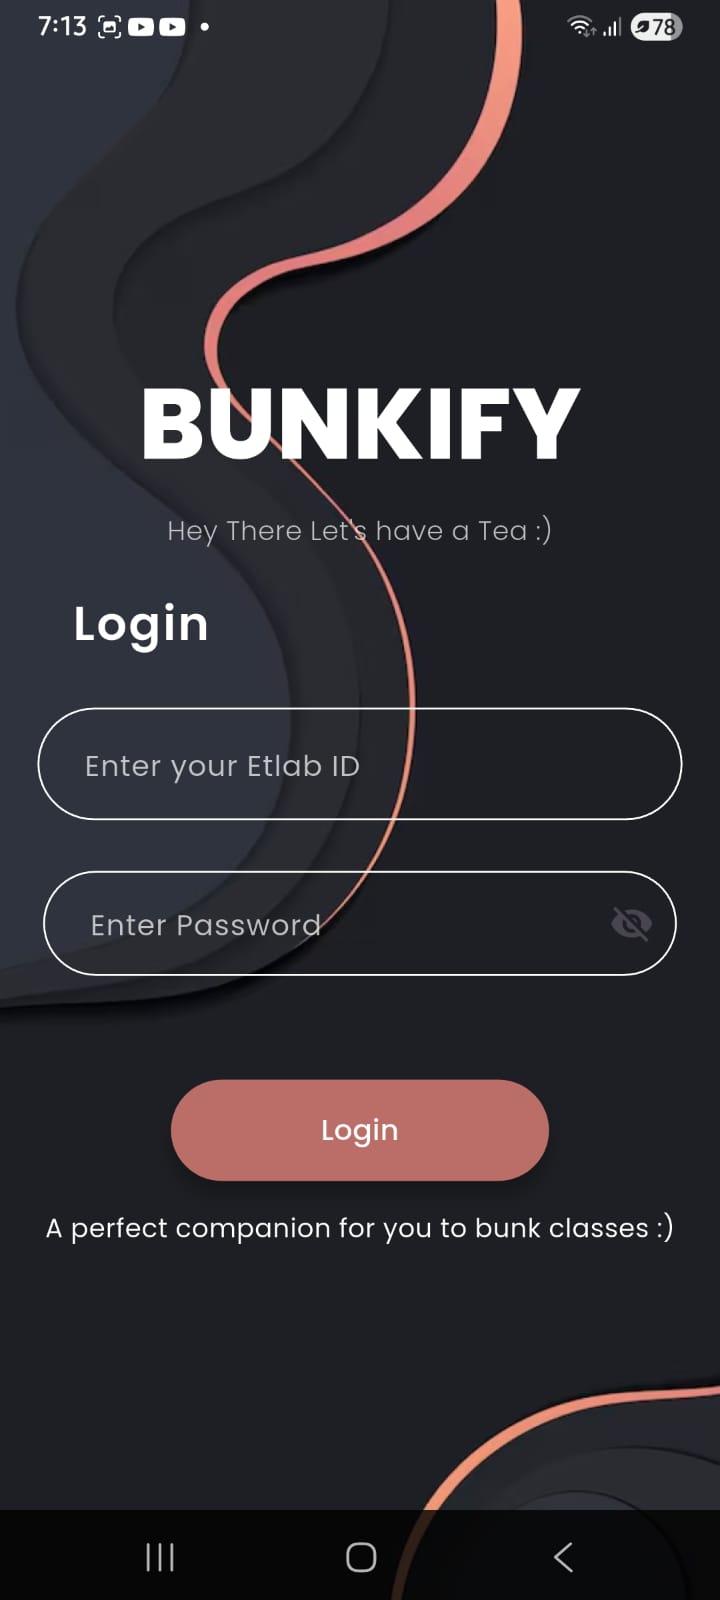 7:13
78
BUNKIFY
Hey There Let's have a Tea :)
Login
Enter your Etlab ID
Enter Password
Login
A perfect companion for you to bunk classes :)